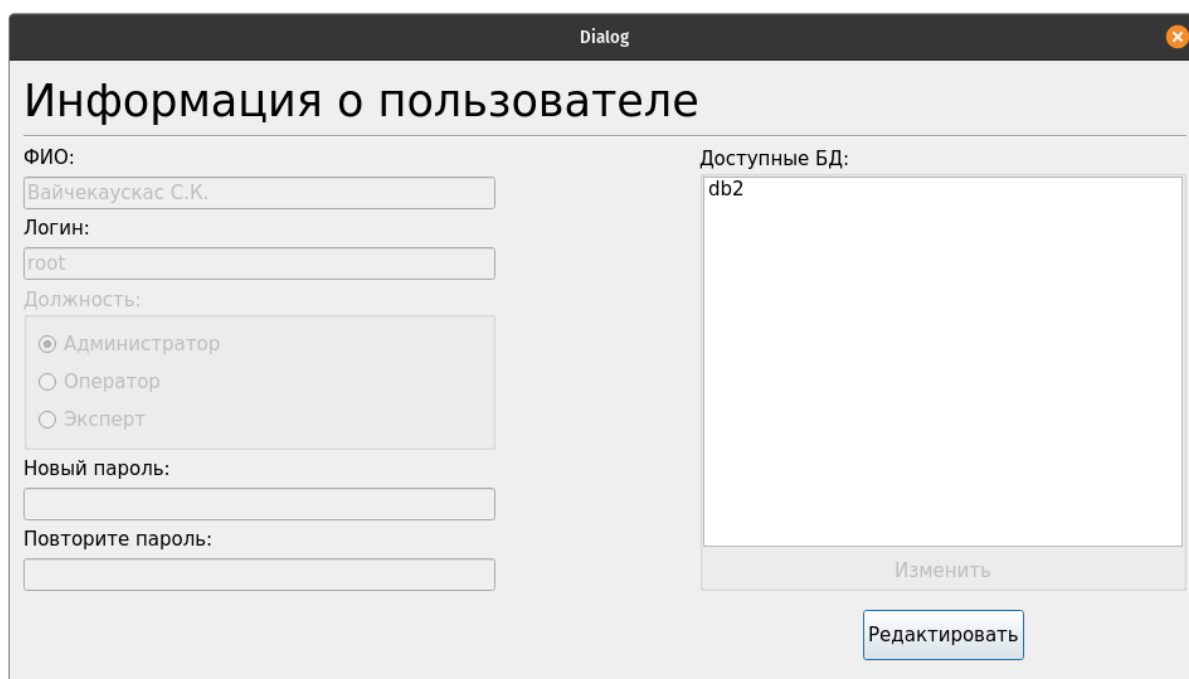 Dialog
Информация о пользователе
ФИО:
Вайчекаускас С.К.
Логин:
root
Должность:
Администратор
Оператор
Эксперт
Новый пароль:
Повторите пароль:
Доступные БД:
db2
Изменить
Редактировать